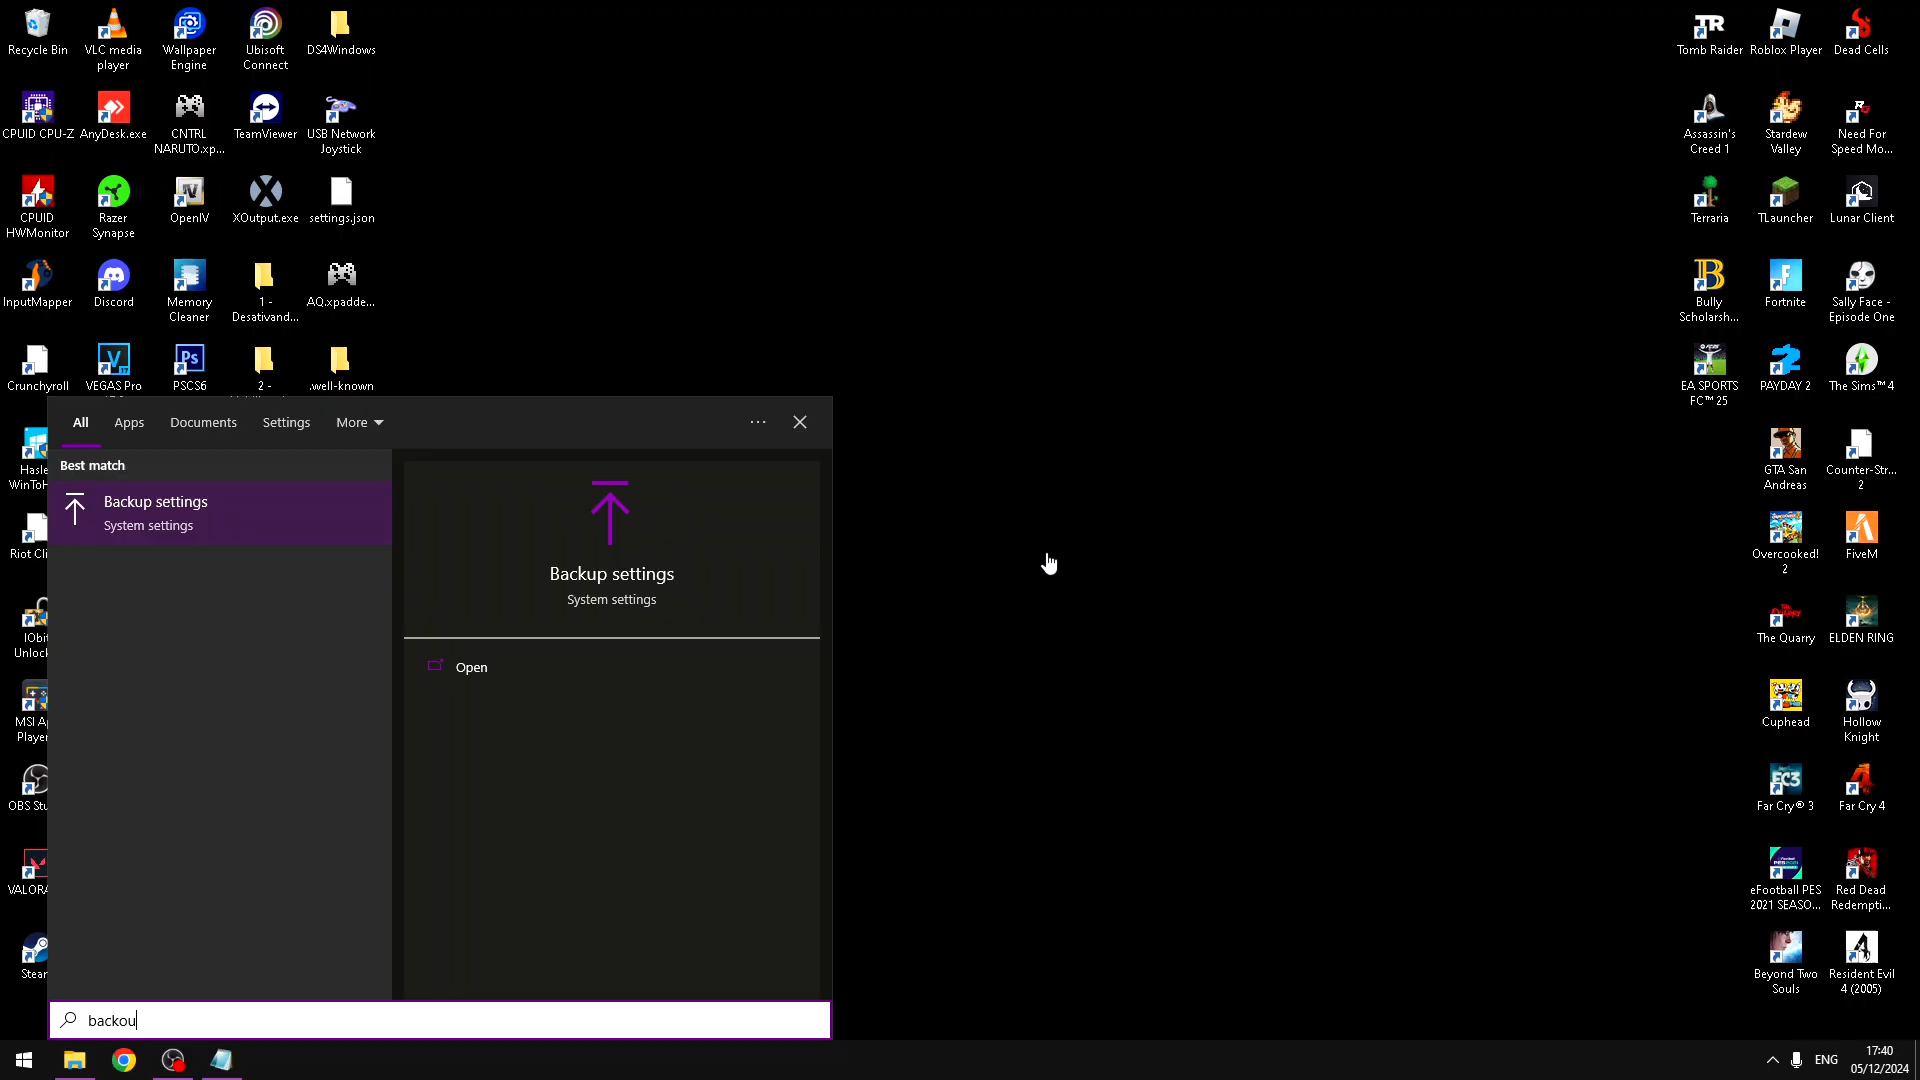 Recycle Bin
VLC media
player
Wallpaper
Engine
Ubisoft
Connect
DS4Windows
CPUID CPU-Z
AnyDesk.exe
CNTRL
NARUTO.xp...
TeamViewer
USB Network
Joystick
CPUID
HWMonitor
Razer
Synapse
OpenIV
XOutput.exe
settings.json
InputMapper
Discord
Memory
Cleaner
1 -
Desativand...
AQ.xpadde...
Crunchyroll
VEGAS Pro
PSCS6
2 -
.well-known
Hasle
WinToH
Riot Cli
IObit
Unlock
MSI Ap
Player
OBS Stu
VALORA
Stear
Tomb Raider
Roblox Player
Dead Cells
Assassin's
Creed 1
Stardew
Valley
Need For
Speed Mo...
Terraria
TLauncher
Lunar Client
Bully
Scholarsh...
Fortnite
Sally Face -
Episode One
EA SPORTS
FC™ 25
PAYDAY 2
The Sims™ 4
GTA San
Andreas
Counter-Str...
2
Overcooked!
2
FiveM
The Quarry
ELDEN RING
Cuphead
Hollow
Knight
Far Cry® 3
Far Cry 4
eFootball PES
2021 SEASO...
Red Dead
Redempti...
Beyond Two
Souls
Resident Evil
4 (2005)
All
Apps
Documents
Settings
More
Best match
Backup settings
System settings
Backup settings
System settings
Open
backou
ENG
17:40
05/12/2024